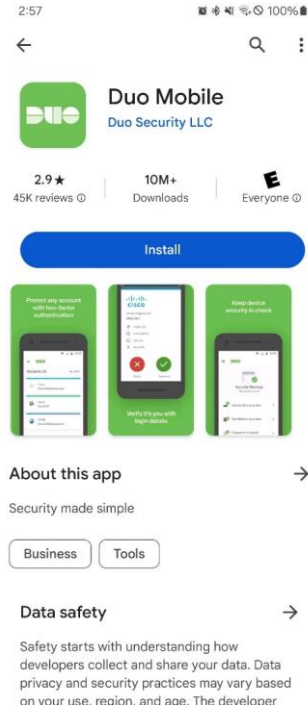 2:57
100%
DUO
Duo Mobile
Duo Security LLC
2.9★
45K reviews
10M+
Downloads
E
Everyone
Install
Protect any account
with two-factor
authentication
CISCO
Verify it's you with
login details
Keep device
security in check
About this app
Security made simple
Business
Tools
Data safety
Safety starts with understanding how
developers collect and share your data. Data
privacy and security practices may vary based
on your use, region, and age. The developer